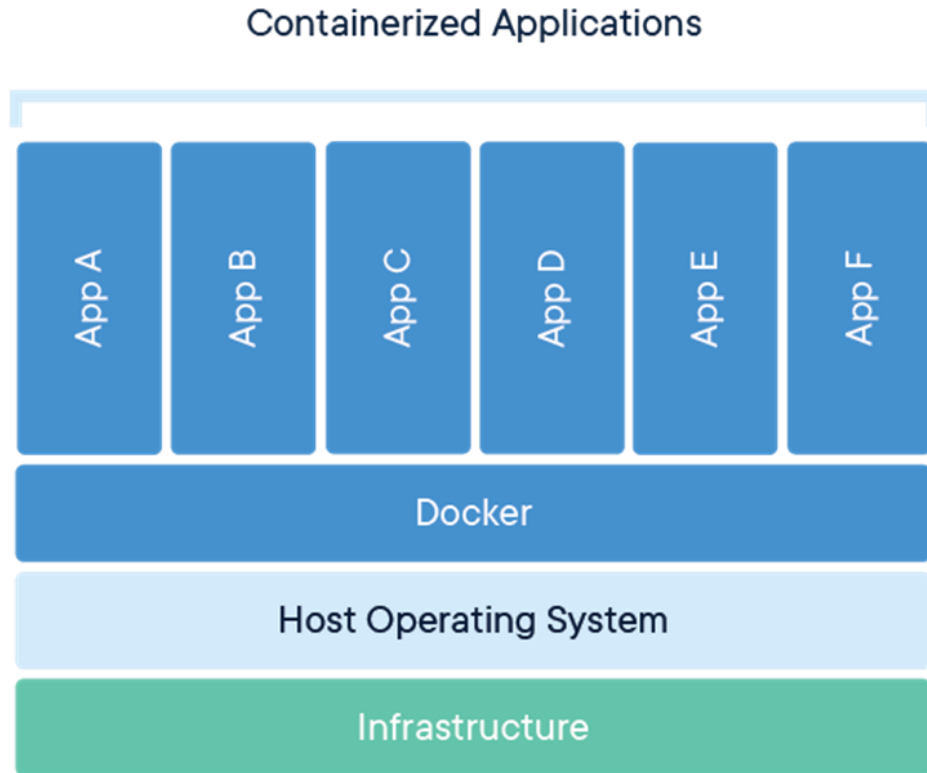 Containerized Applications
App A
App B
App C
App D
App E
App F
Docker
Host Operating System
Infrastructure